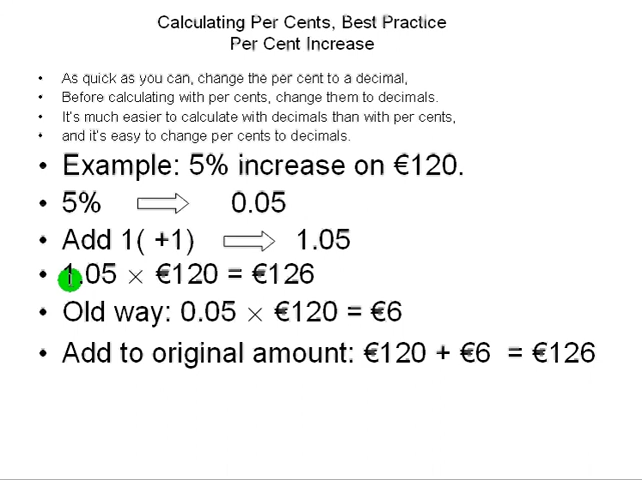 Calculating Per Cents, Best Practice
Per Cent Increase
• As quick as you can, change the per cent to a decimal,
• Before calculating with per cents, change them to decimals.
• It's much easier to calculate with decimals than with per cents,
• and it's easy to change per cents to decimals.
• Example: 5% increase on €120.
• 5% ⇨ 0.05
• Add 1( +1) ⇨ 1.05
• 1.05 × €120 = €126
• Old way: 0.05 × €120 = €6
• Add to original amount: €120 + €6 = €126